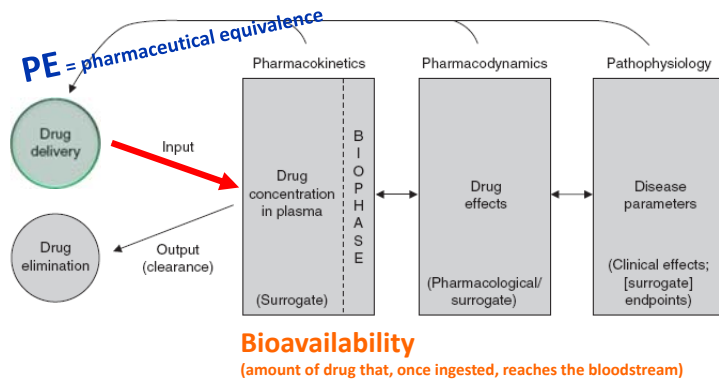 PE = pharmaceutical equivalence
Pharmacokinetics
Pharmacodynamics
Pathophysiology
Drug
delivery
Input
Drug
concentration
in plasma
(Surrogate)
B
I
O
P
H
A
S
E
Drug
effects
(Pharmacological/
surrogate)
Disease
parameters
(Clinical effects;
[surrogate]
endpoints)
Drug
elimination
Output
(clearance)
Bioavailability
(amount of drug that, once ingested, reaches the bloodstream)